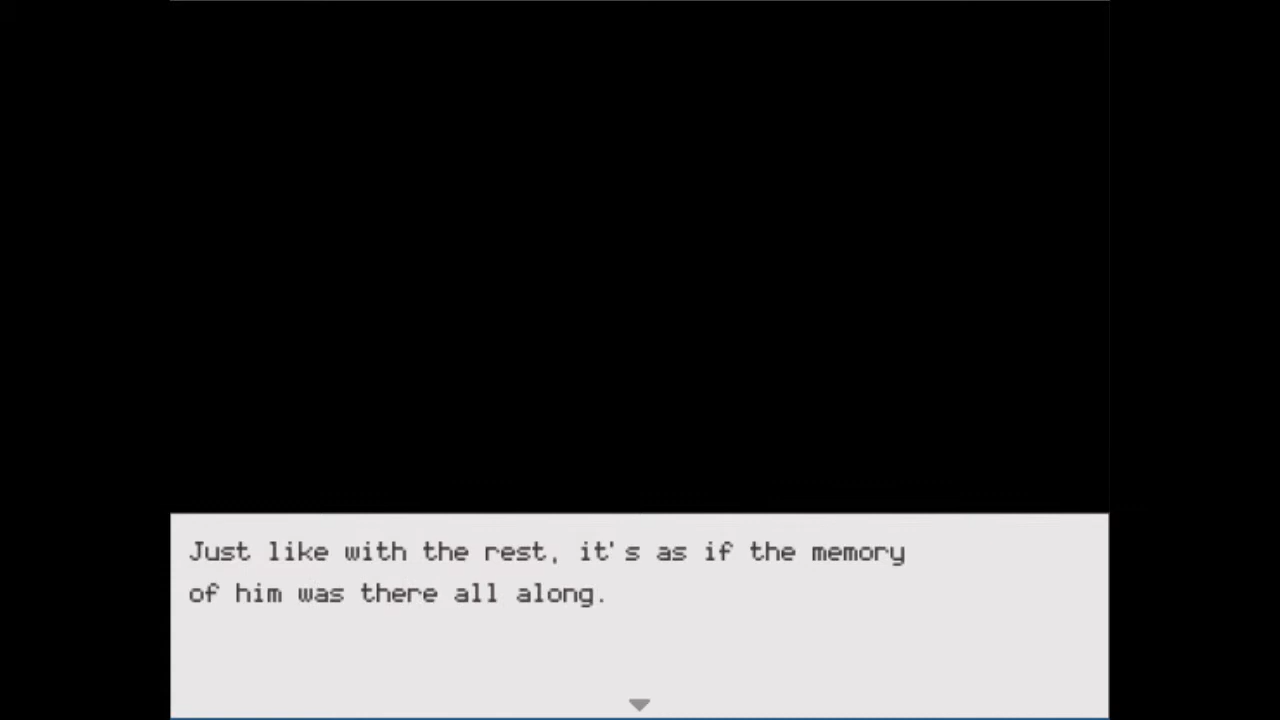 Just like with the rest, it's as if the memory
of him was there all along.